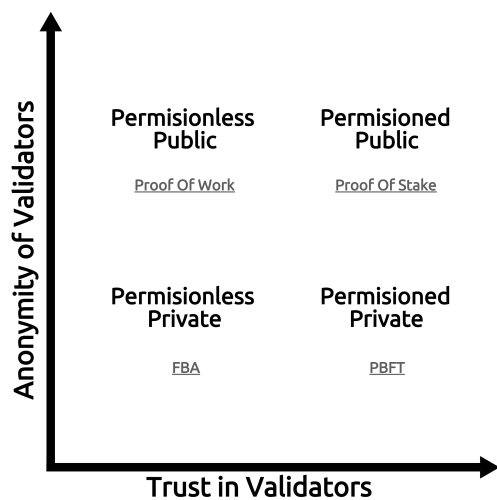 Anonymity of Validators
Permisionless
Public
Proof Of Work
Permisioned
Public
Proof Of Stake
Permisionless
Private
FBA
Permisioned
Private
PBFT
Trust in Validators